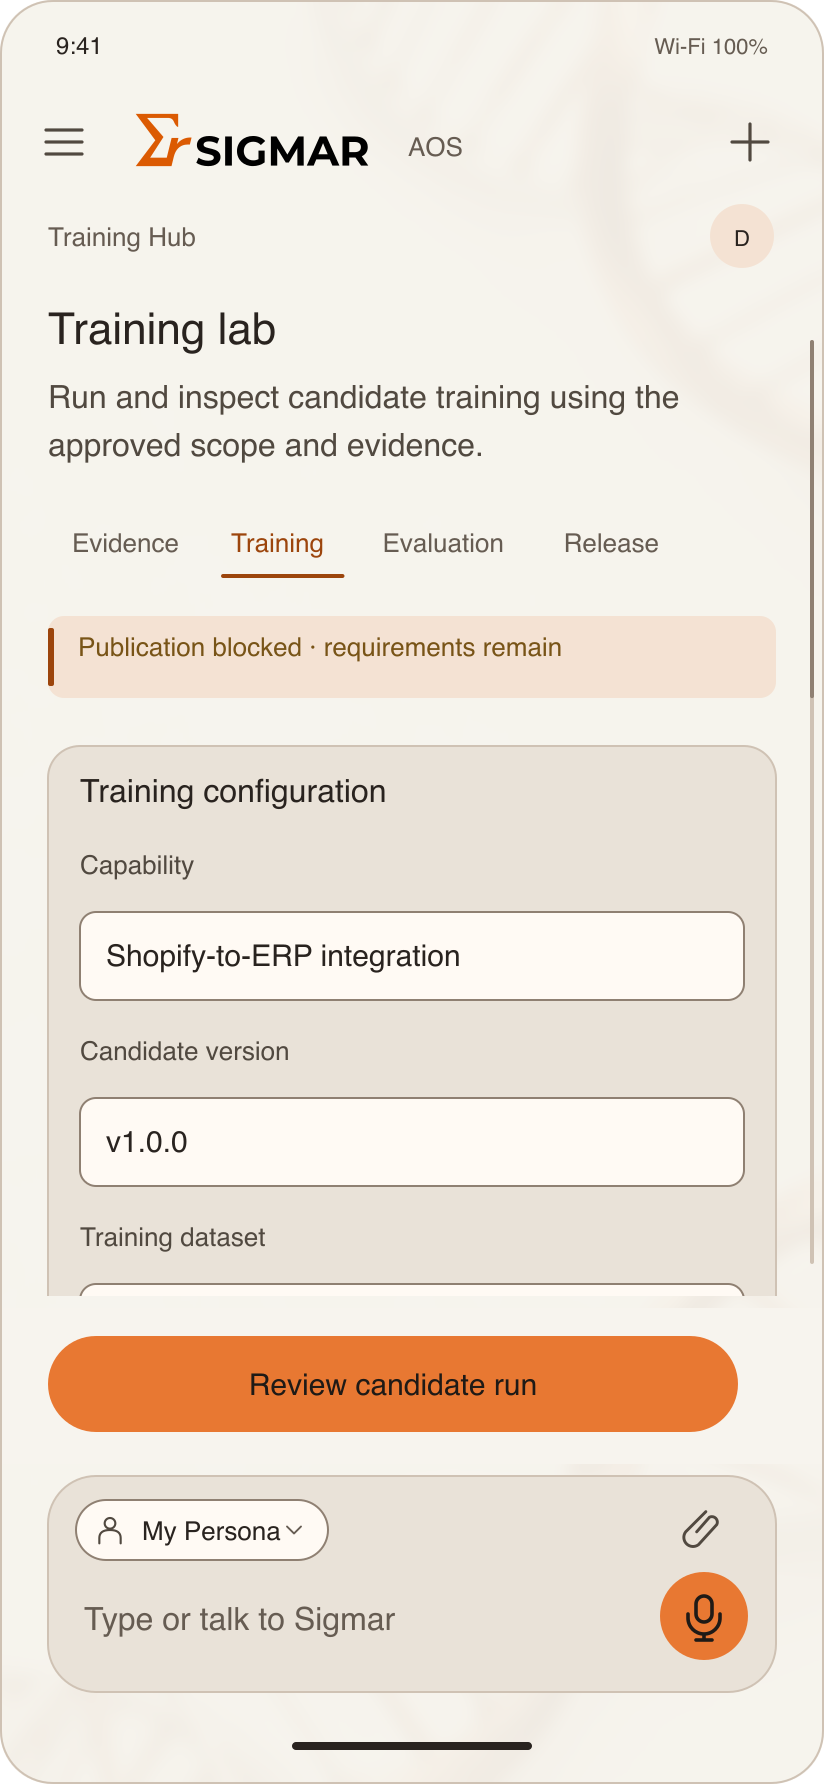 9:41
Wi-Fi 100%
Σr SIGMAR AOS
Training Hub
D
Training lab
Run and inspect candidate training using the
approved scope and evidence.
Evidence Training Evaluation Release
Publication blocked · requirements remain
Training configuration
Capability
Shopify-to-ERP integration
Candidate version
v1.0.0
Training dataset
Review candidate run
My Persona
Type or talk to Sigmar